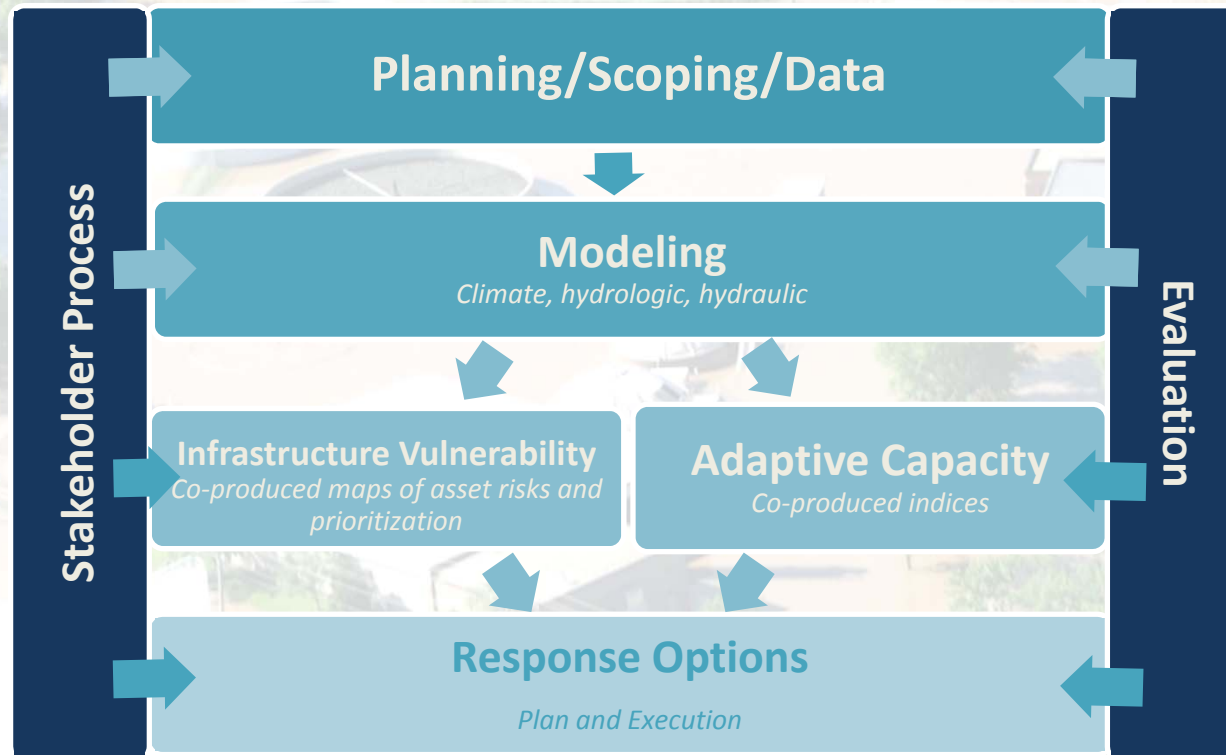 Planning/Scoping/Data
Stakeholder Process
Modeling
Climate, hydrologic, hydraulic
Evaluation
Infrastructure Vulnerability
Co-produced maps of asset risks and
prioritization
Adaptive Capacity
Co-produced indices
Response Options
Plan and Execution